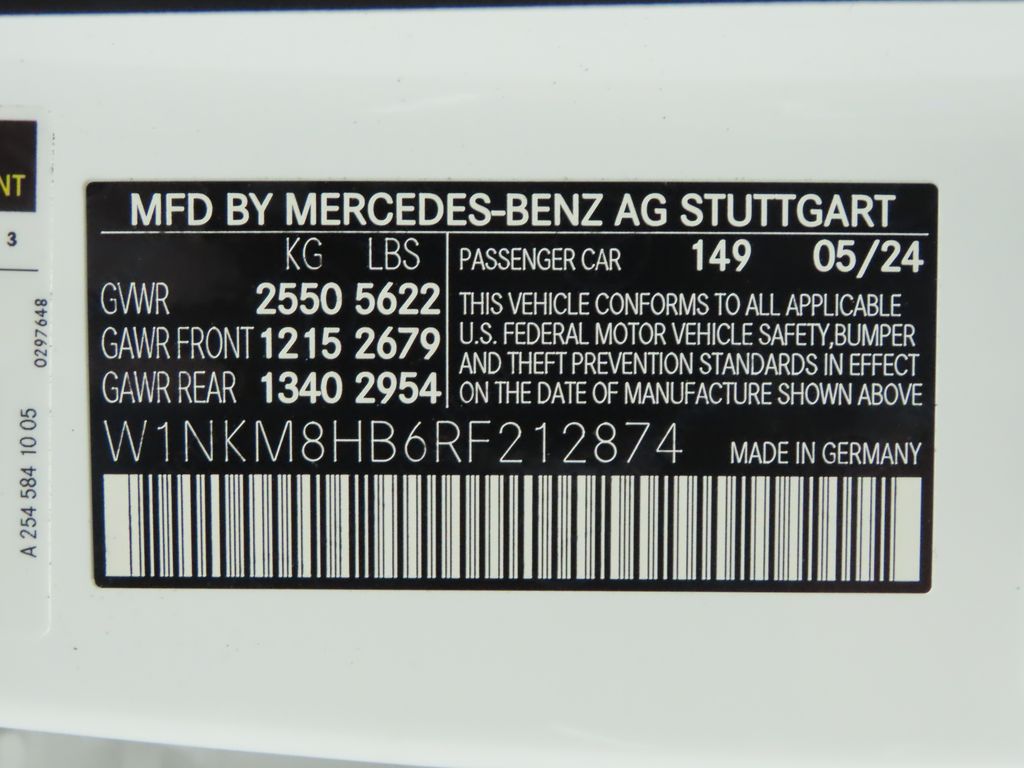 MFD BY MERCEDES-BENZ AG STUTTGART
KG LBS
GVWR 2550 5622
GAWR FRONT 1215 2679
GAWR REAR 1340 2954
PASSENGER CAR 149 05/24
THIS VEHICLE CONFORMS TO ALL APPLICABLE
U.S. FEDERAL MOTOR VEHICLE SAFETY,BUMPER
AND THEFT PREVENTION STANDARDS IN EFFECT
ON THE DATE OF MANUFACTURE SHOWN ABOVE
W1NKM8HB6RF212874
MADE IN GERMANY
NT
3
0297648
A 254 584 10 05